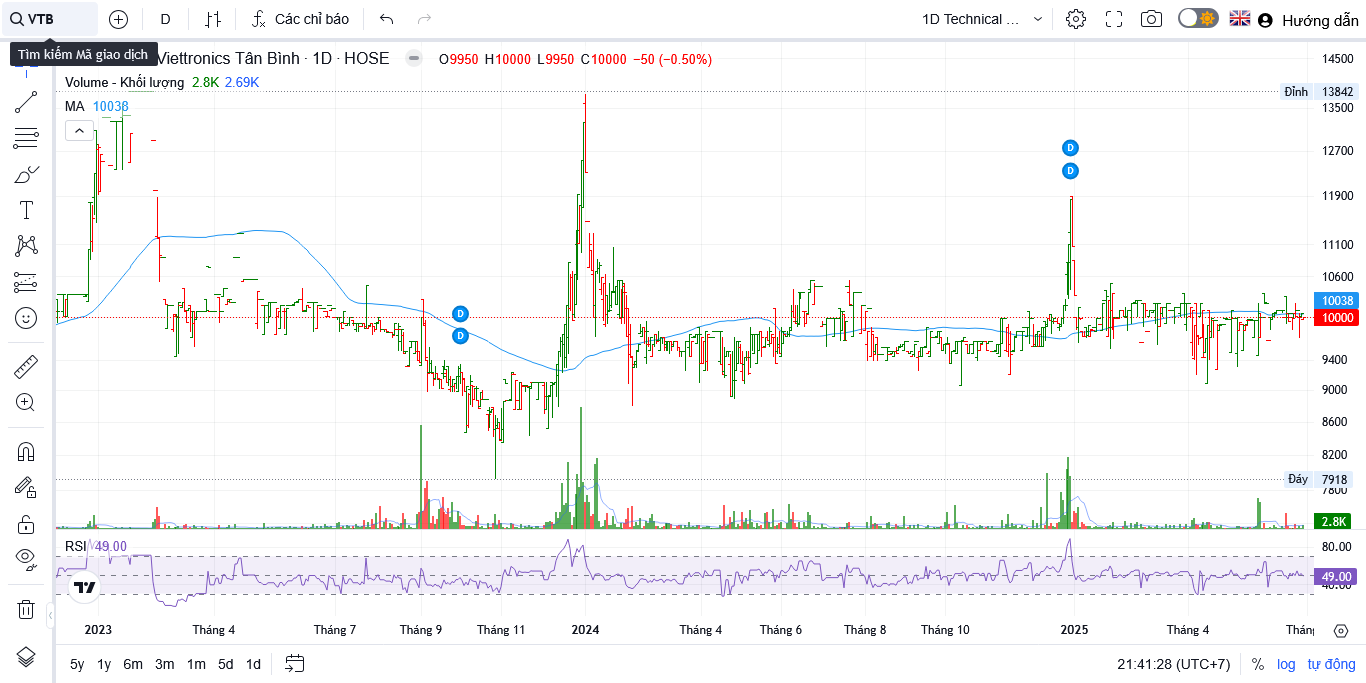 VTB D Các chỉ báo 1D Technical ... Hướng dẫn
Tìm kiếm Mã giao dịch
Viettronics Tân Bình · 1D · HOSE O9950 H10000 L9950 C10000 −50 (−0.50%)
Volume - Khối lượng 2.8K 2.69K
MA 10038
14500
Đỉnh 13842
13500
12700
11900
11100
10600
10038
10000
9400
9000
8600
8200
Đáy 7918
7800
2.8K
D
D
D
D
D
D
RSI 49.00
80.00
49.00
40.00
2023 Tháng 4 Tháng 7 Tháng 9 Tháng 11 2024 Tháng 4 Tháng 6 Tháng 8 Tháng 10 2025 Tháng 4
5y 1y 6m 3m 1m 5d 1d 21:41:28 (UTC+7) % log tự động